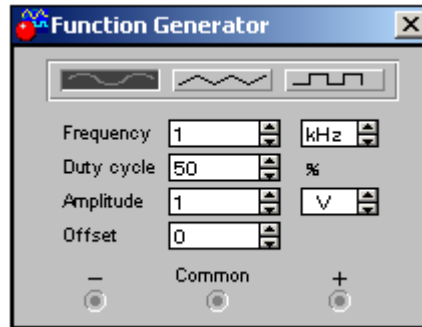 Function Generator
Frequency 1 kHz
Duty cycle 50 %
Amplitude 1 V
Offset 0
− Common +